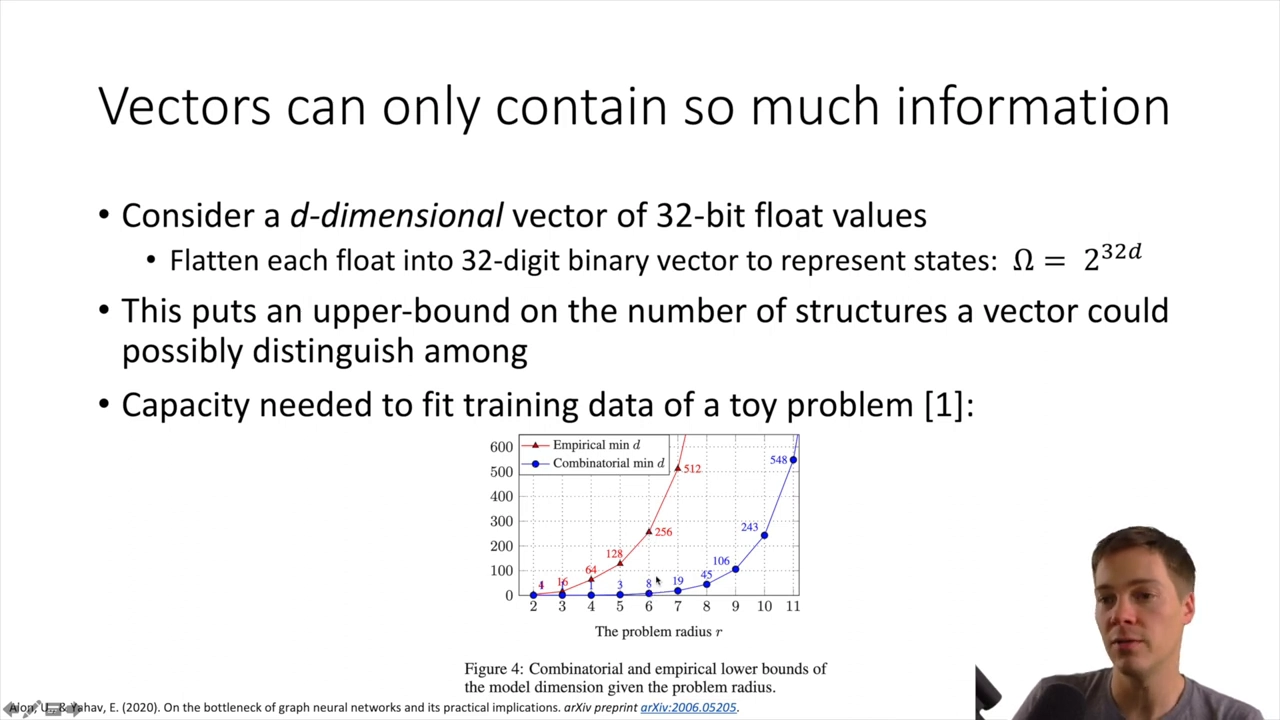 Vectors can only contain so much information
• Consider a d-dimensional vector of 32-bit float values
• Flatten each float into 32-digit binary vector to represent states: Ω = 2^{32d}
• This puts an upper-bound on the number of structures a vector could
possibly distinguish among
• Capacity needed to fit training data of a toy problem [1]:
Empirical min d
Combinatorial min d
600
500
400
300
200
100
0
4 16 64 128 256 512
1 3 8 19 45 106 243 548
2 3 4 5 6 7 8 9 10 11
The problem radius r
Figure 4: Combinatorial and empirical lower bounds of
the model dimension given the problem radius.
Alon, U., & Yahav, E. (2020). On the bottleneck of graph neural networks and its practical implications. arXiv preprint arXiv:2006.05205.